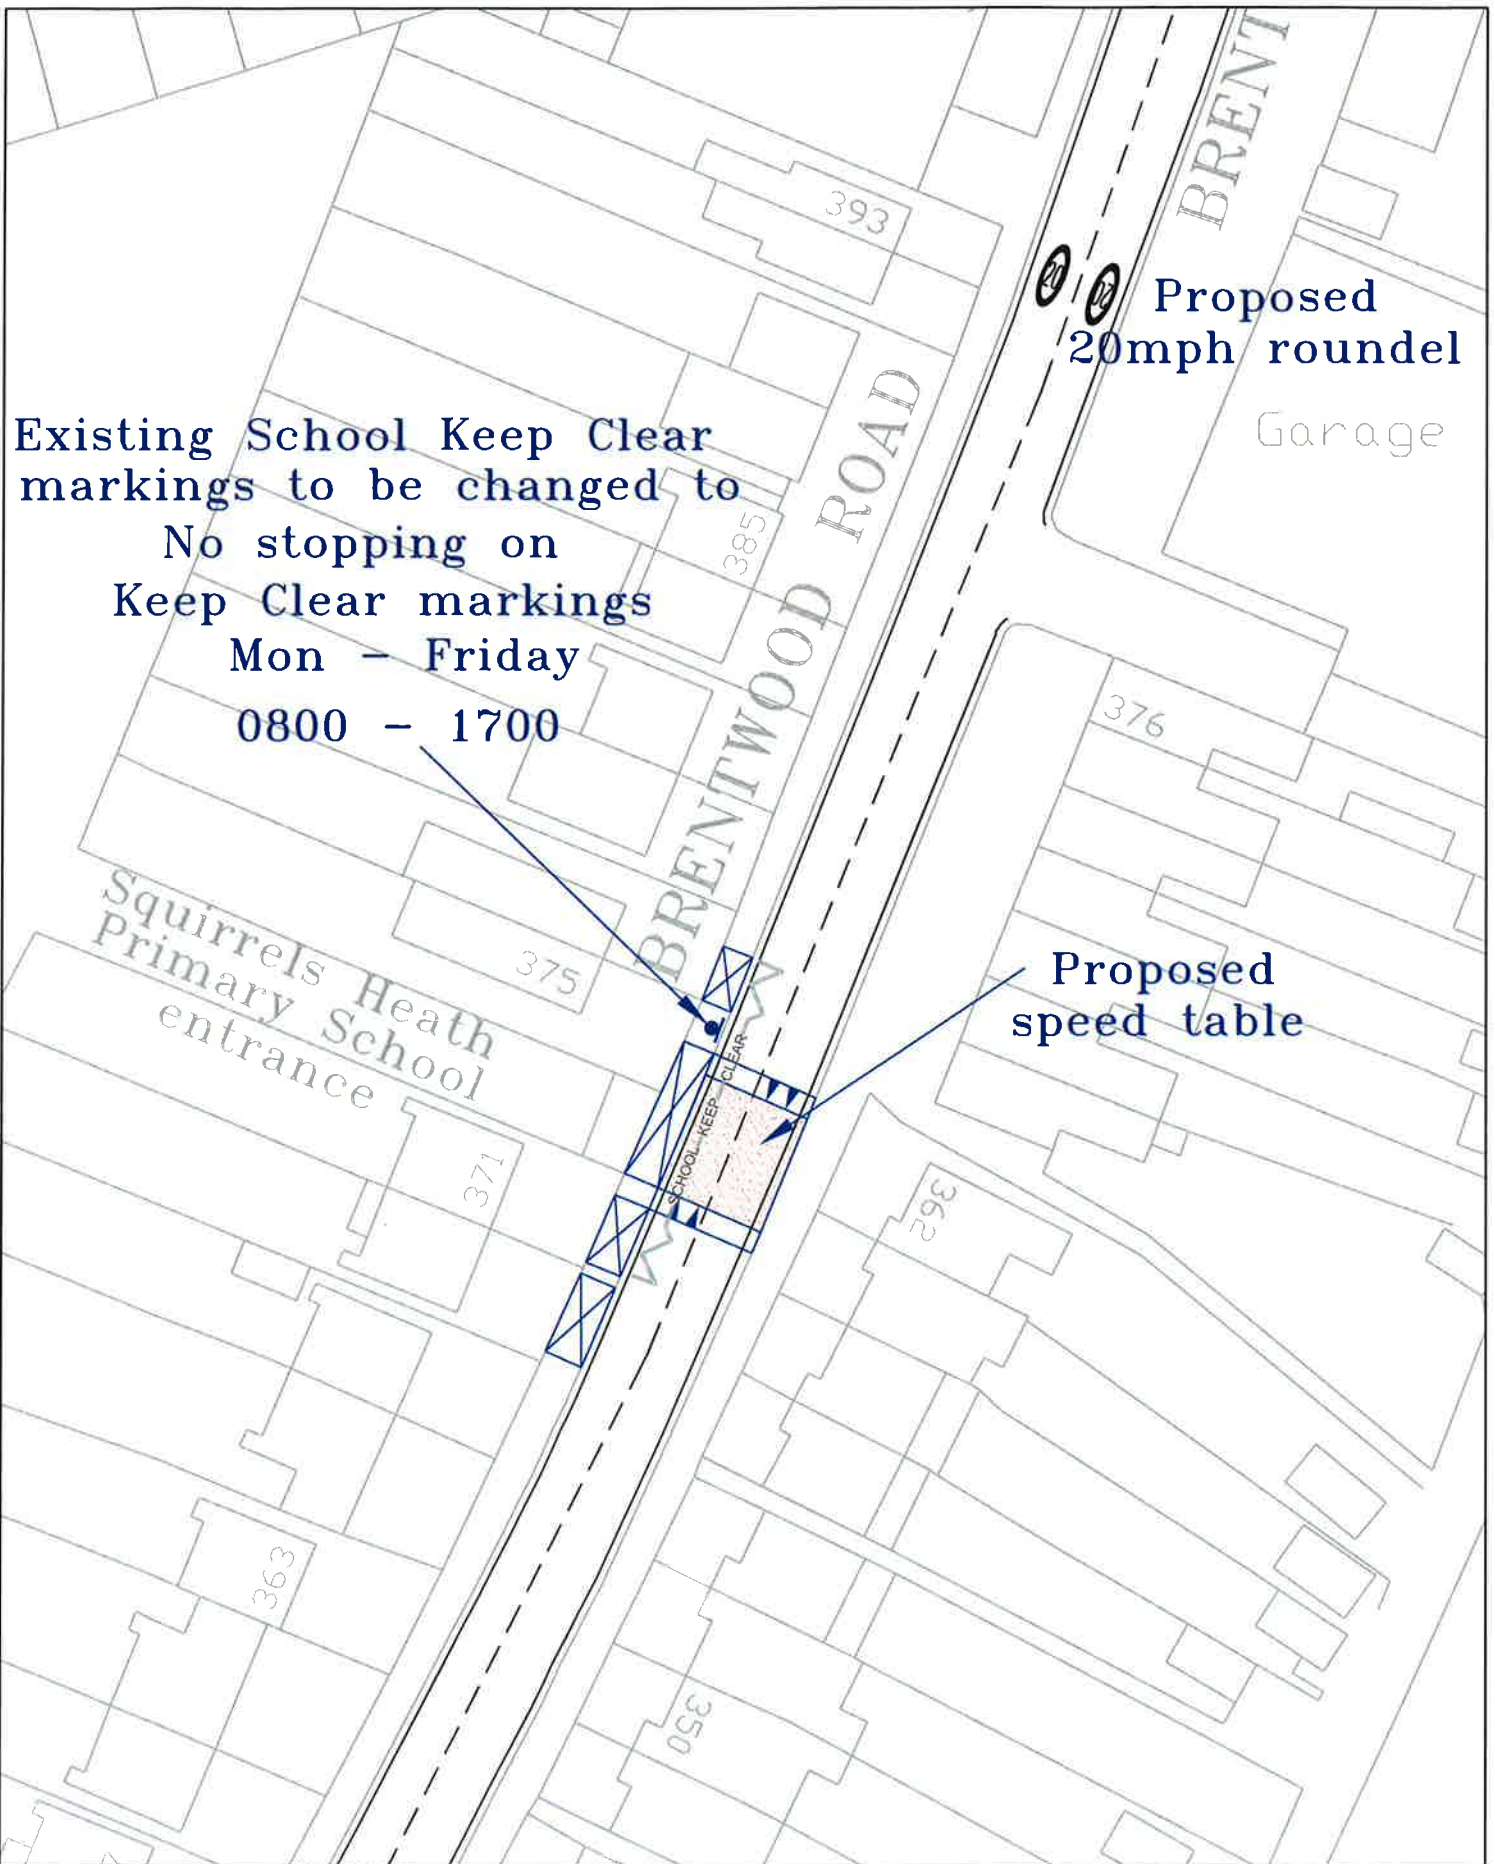 BRENT
393
20
20
Proposed
20mph roundel
Garage
Existing School Keep Clear
markings to be changed to
No stopping on
Keep Clear markings
Mon - Friday
0800 - 1700
385
BRENTWOOD ROAD
376
Squirrels Heath
Primary School
entrance
375
Proposed
speed table
SCHOOL KEEP CLEAR
371
362
363
350